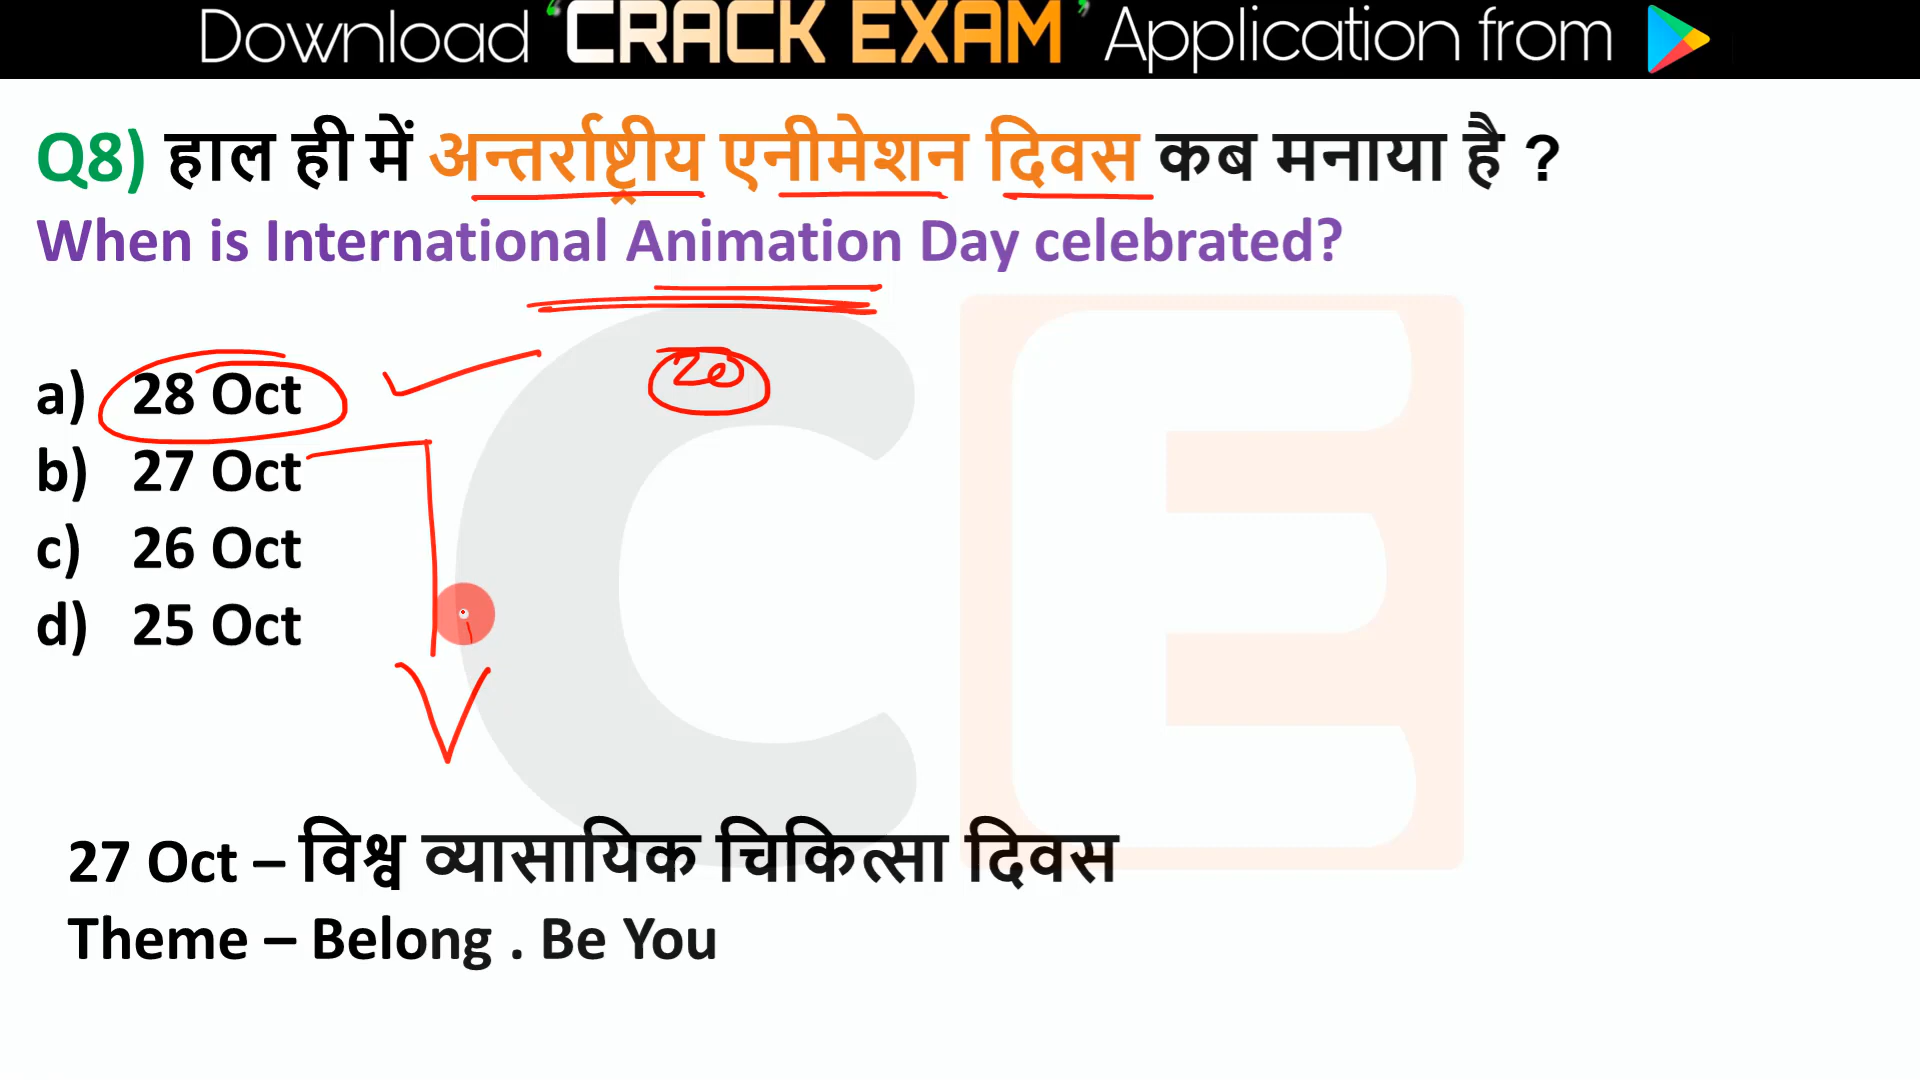 Download 'CRACK EXAM' Application from
Q8) हाल ही में अन्तर्राष्ट्रीय एनीमेशन दिवस कब मनाया है ?
When is International Animation Day celebrated?
a) 28 Oct
b) 27 Oct
c) 26 Oct
d) 25 Oct
CE
27 Oct – विश्व व्यासायिक चिकित्सा दिवस
Theme – Belong . Be You